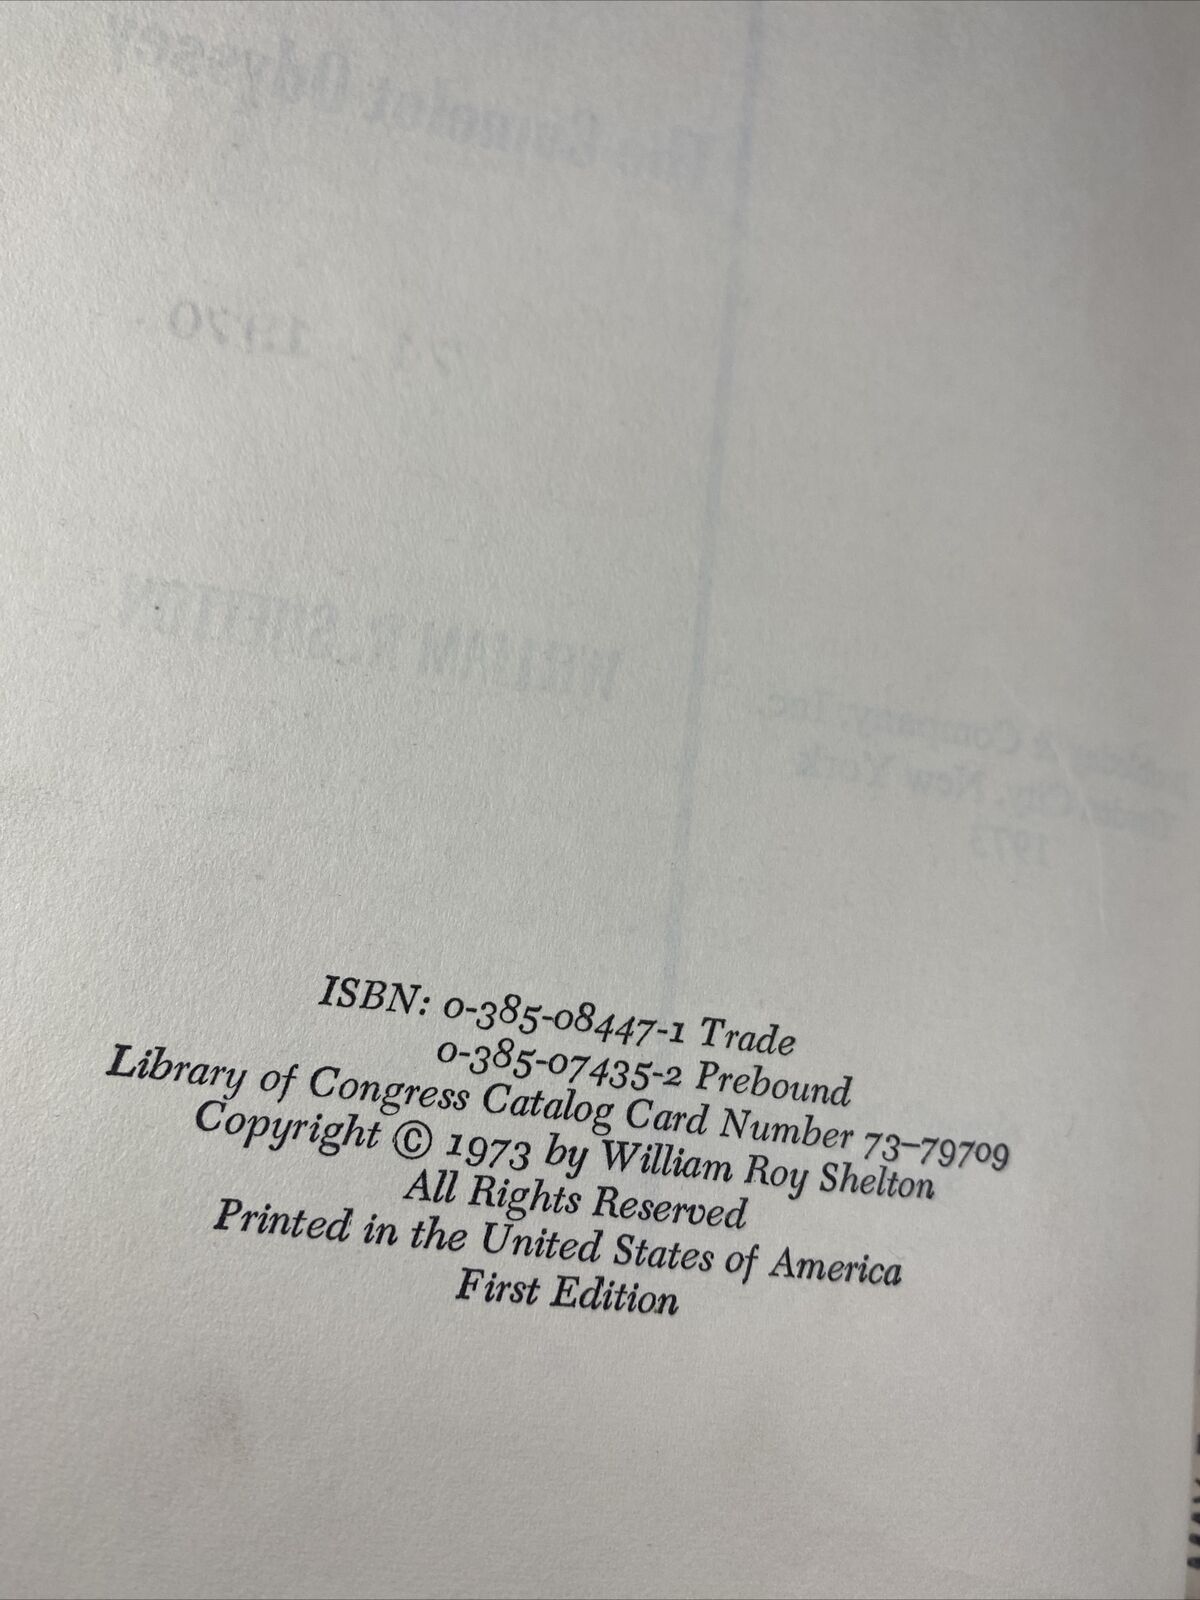 ISBN: 0-385-08447-1 Trade
0-385-07435-2 Prebound
Library of Congress Catalog Card Number 73–79709
Copyright © 1973 by William Roy Shelton
All Rights Reserved
Printed in the United States of America
First Edition